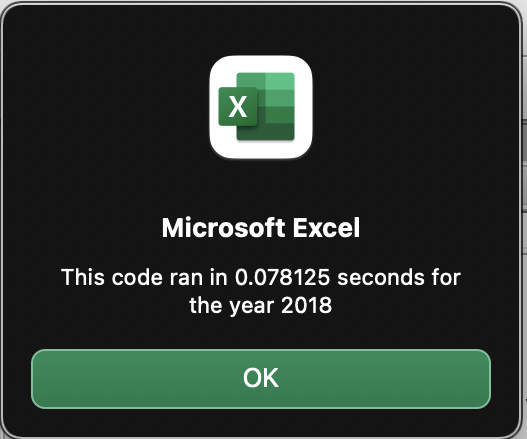 X
Microsoft Excel
This code ran in 0.078125 seconds for
the year 2018
OK